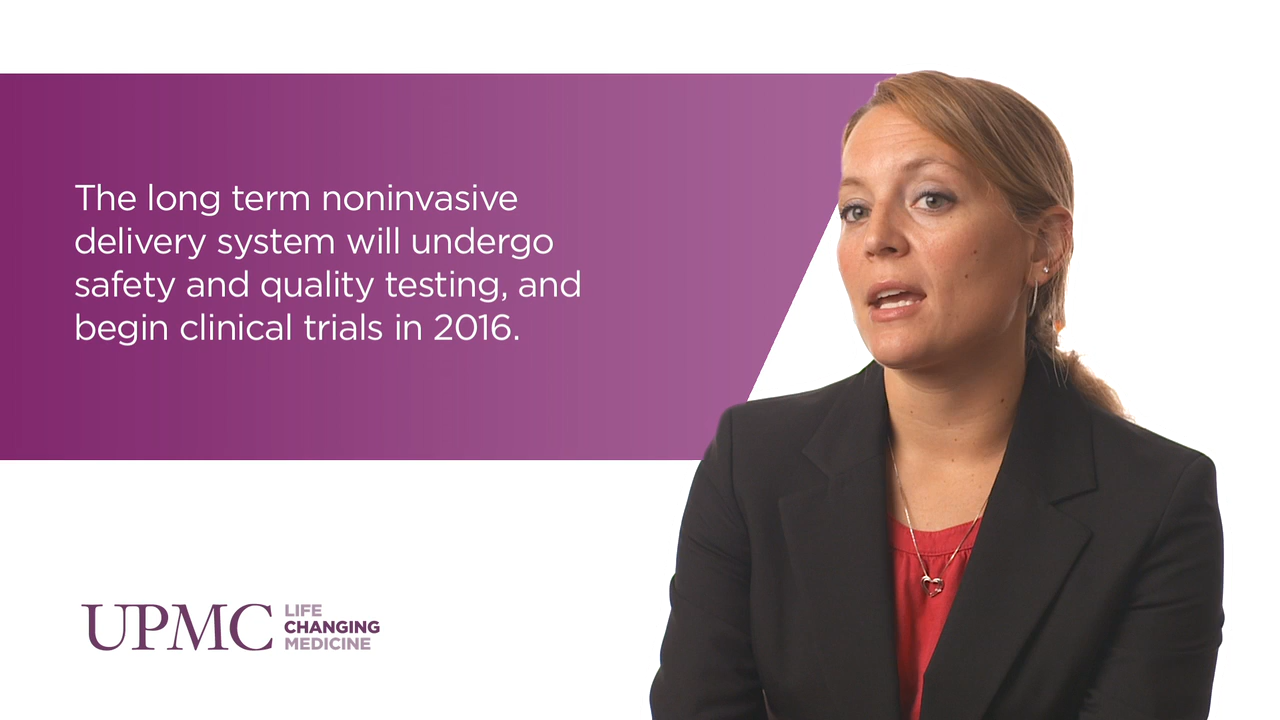 The long term noninvasive
delivery system will undergo
safety and quality testing, and
begin clinical trials in 2016.
UPMC LIFE
CHANGING
MEDICINE